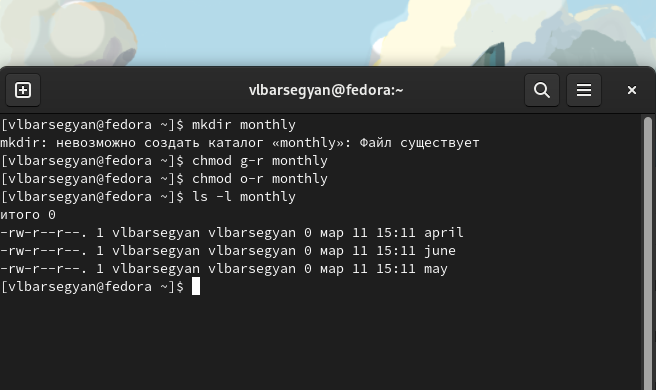 vlbarsegyan@fedora:~
[vlbarsegyan@fedora ~]$ mkdir monthly
mkdir: невозможно создать каталог «monthly»: Файл существует
[vlbarsegyan@fedora ~]$ chmod g-r monthly
[vlbarsegyan@fedora ~]$ chmod o-r monthly
[vlbarsegyan@fedora ~]$ ls -l monthly
итого 0
-rw-r--r--. 1 vlbarsegyan vlbarsegyan 0 мар 11 15:11 april
-rw-r--r--. 1 vlbarsegyan vlbarsegyan 0 мар 11 15:11 june
-rw-r--r--. 1 vlbarsegyan vlbarsegyan 0 мар 11 15:11 may
[vlbarsegyan@fedora ~]$